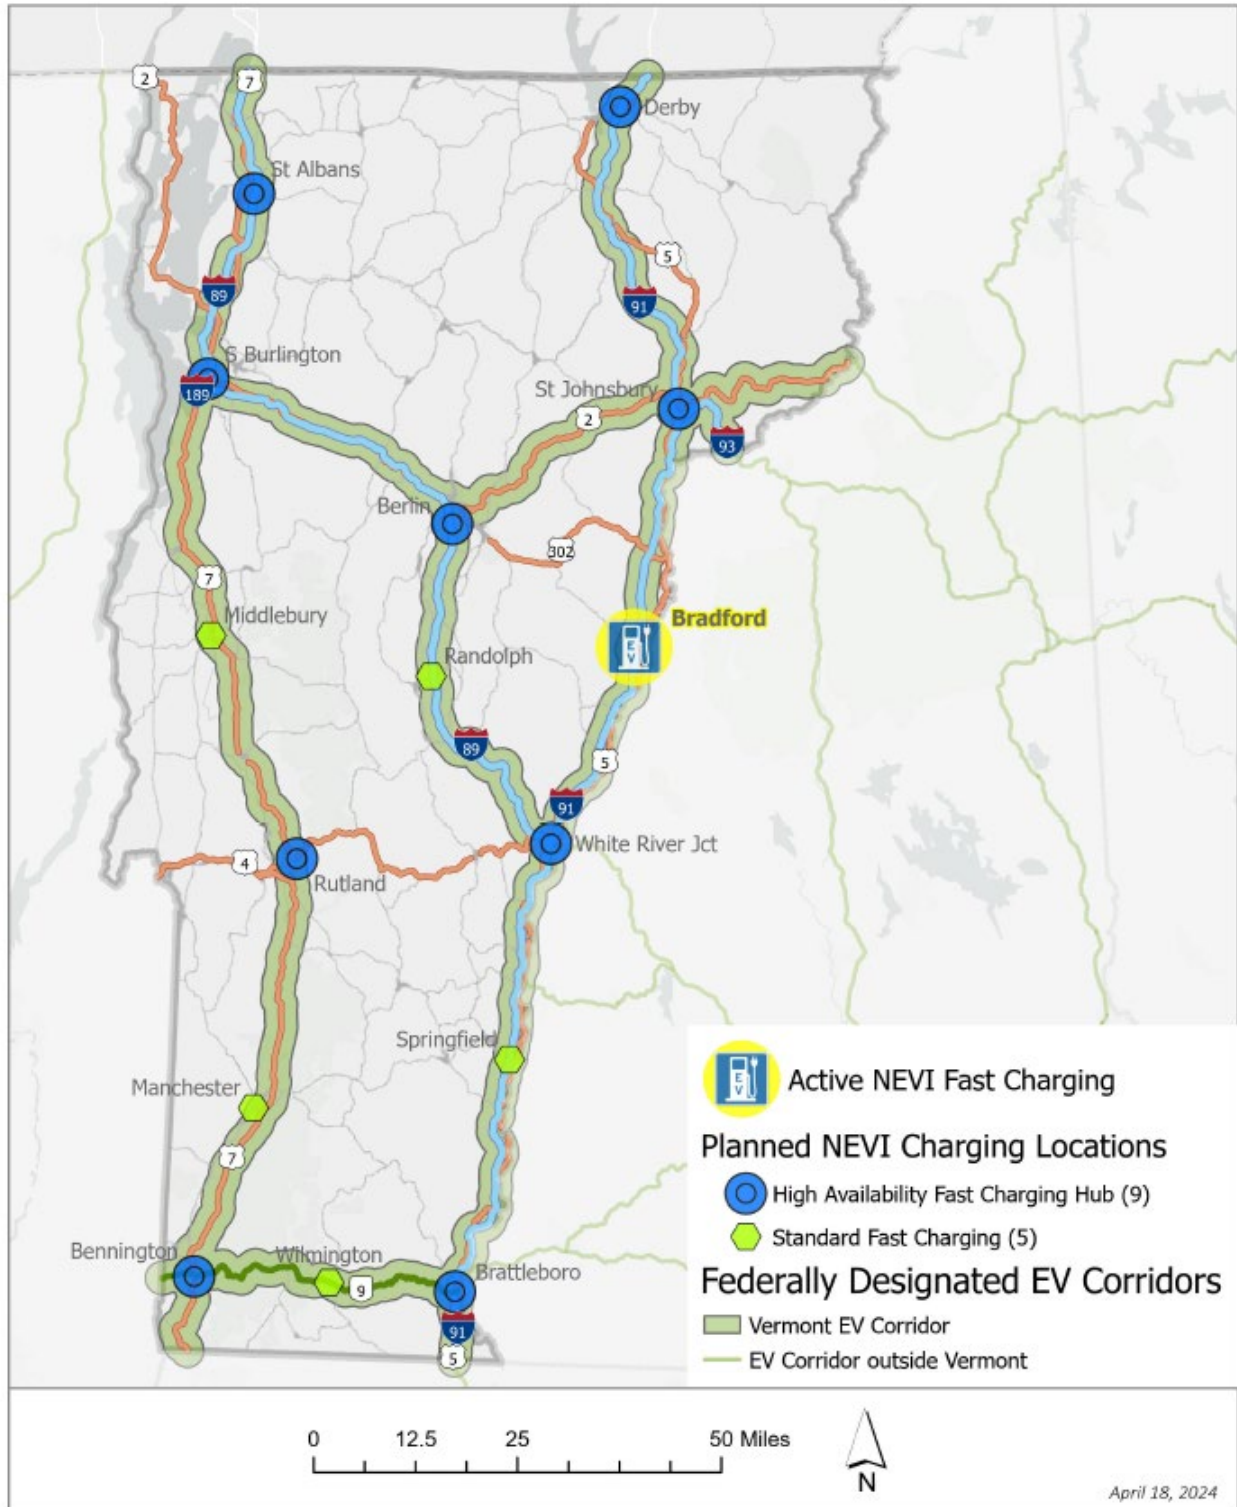 2
7
Derby
St Albans
5
89
91
S Burlington
189
St Johnsbury
2
93
Berlin
302
7
Middlebury
Bradford
EV
Randolph
89
5
91
White River Jct
4
Rutland
Springfield
Manchester
7
Bennington
Wilmington
9
Brattleboro
91
5
EV
Active NEVI Fast Charging
Planned NEVI Charging Locations
High Availability Fast Charging Hub (9)
Standard Fast Charging (5)
Federally Designated EV Corridors
Vermont EV Corridor
EV Corridor outside Vermont
0 12.5 25 50 Miles
N
April 18, 2024